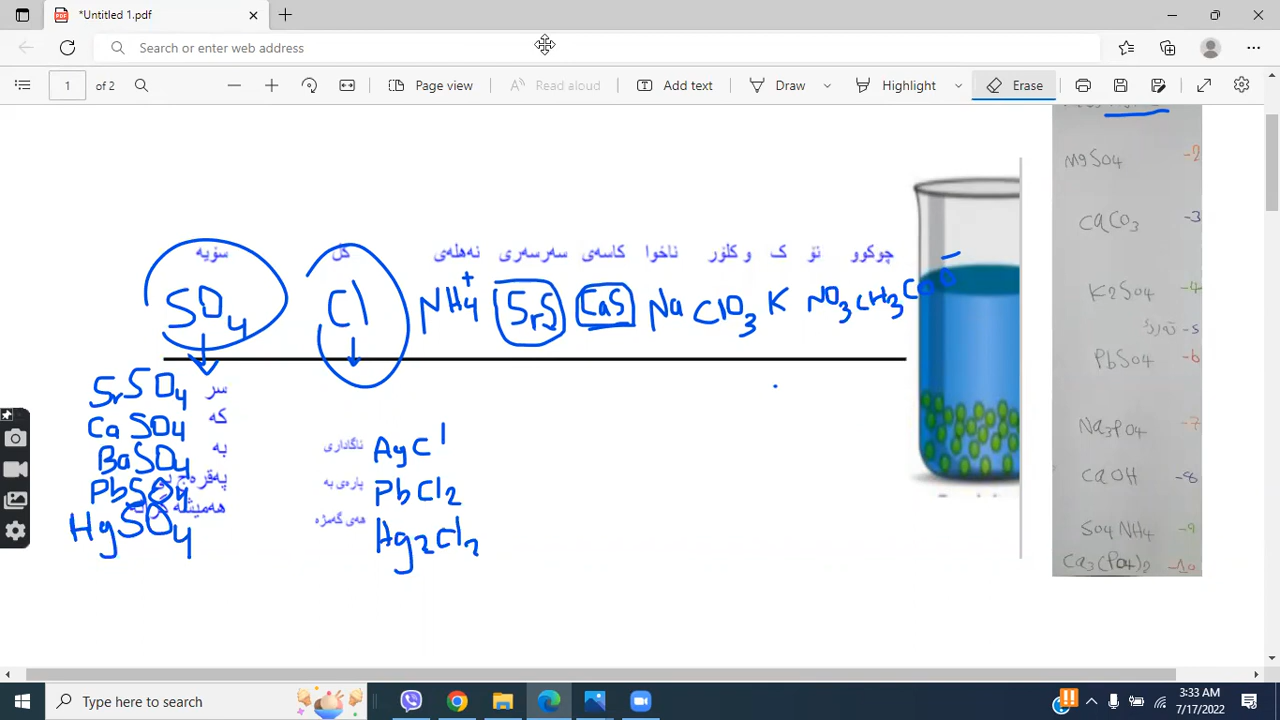 *Untitled 1.pdf
Search or enter web address
1 of 2
Page view
Read aloud
Add text
Draw
Highlight
Erase
سۆیە کل نەهلەی سەرسەری کاسەی ناخوا و کلۆر ک نۆ چوکوو
SO4 Cl NH4+ SrS CaS Na ClO3 K NO3 CH3COO-
SrSO4 سر
CaSO4 کە
BaSO4 بە
PbSO4
HgSO4 هەمیشە
ئاگاداری AgCl
پارەی بە PbCl2
هەی گەمژە Hg2Cl2
MgSO4 -2
CaCO3 -3
K2SO4 -4
-5
PbSO4 -6
Na3PO4 -7
CaOH -8
SO4NH4 -9
Ca3(PO4)2 -10
Type here to search
3:33 AM
7/17/2022